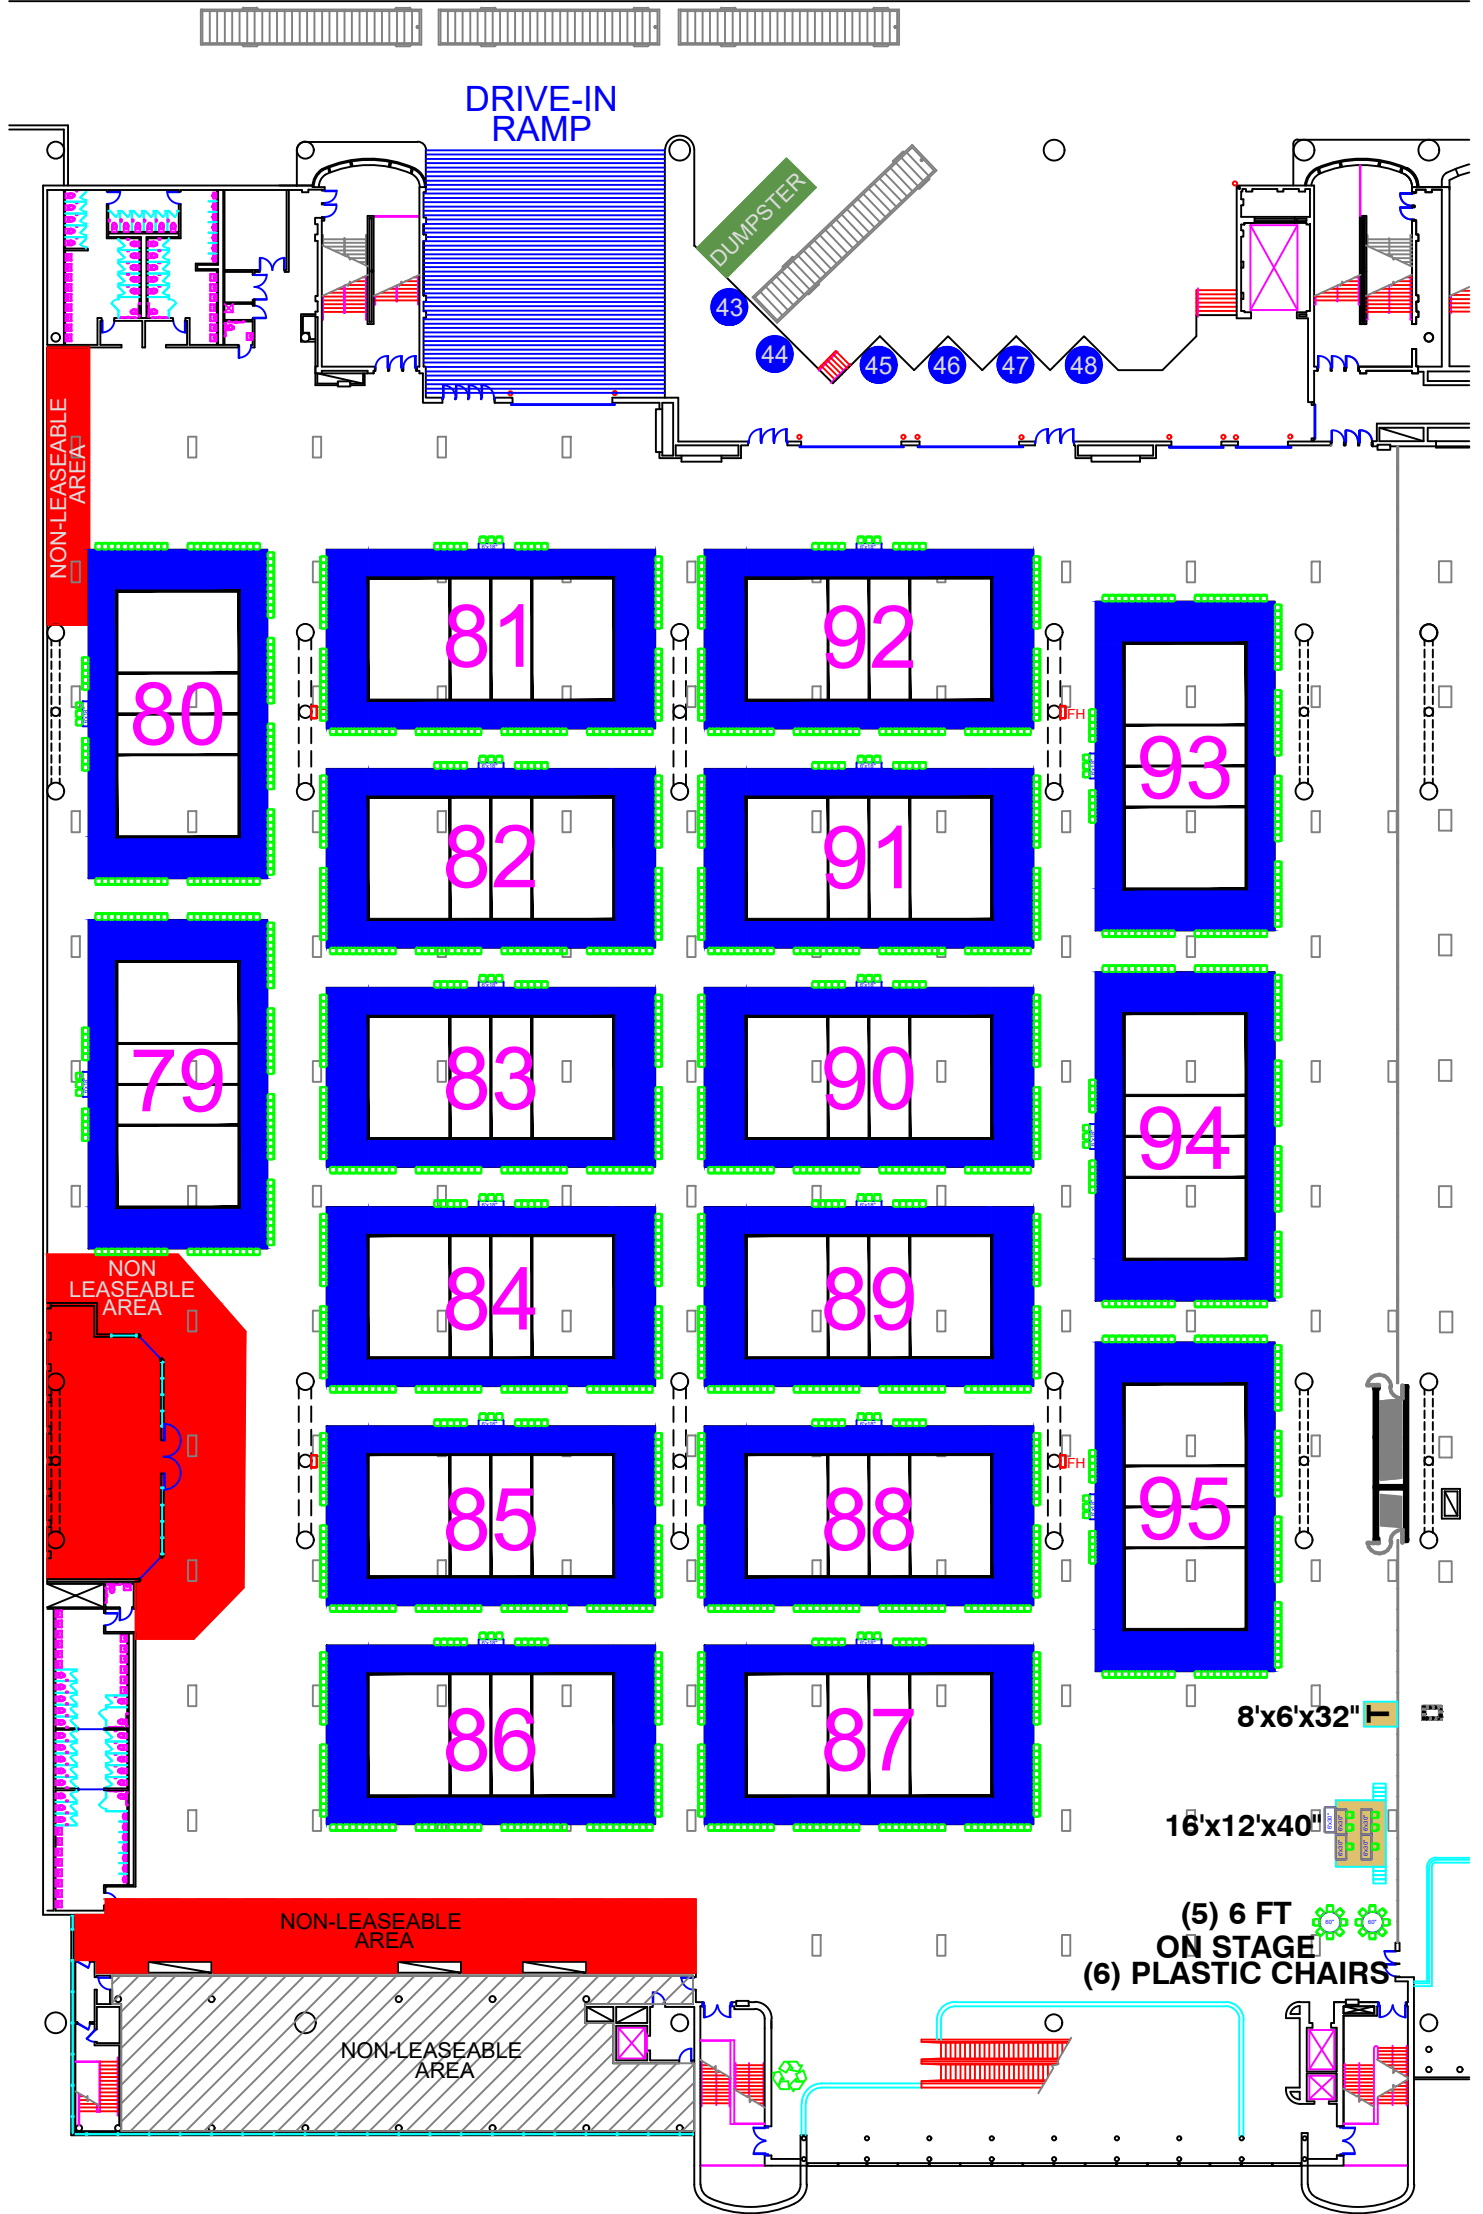 DRIVE-IN
RAMP
DUMPSTER
43
44
45
46
47
48
NON-LEASEABLE
AREA
81
92
80
93
FH
82
91
79
83
90
94
84
89
NON
LEASEABLE
AREA
85
88
95
FH
86
87
8'x6'x32"
T
16'x12'x40"
(5) 6 FT
ON STAGE
(6) PLASTIC CHAIRS
60"
60"
NON-LEASEABLE
AREA
NON-LEASEABLE
AREA